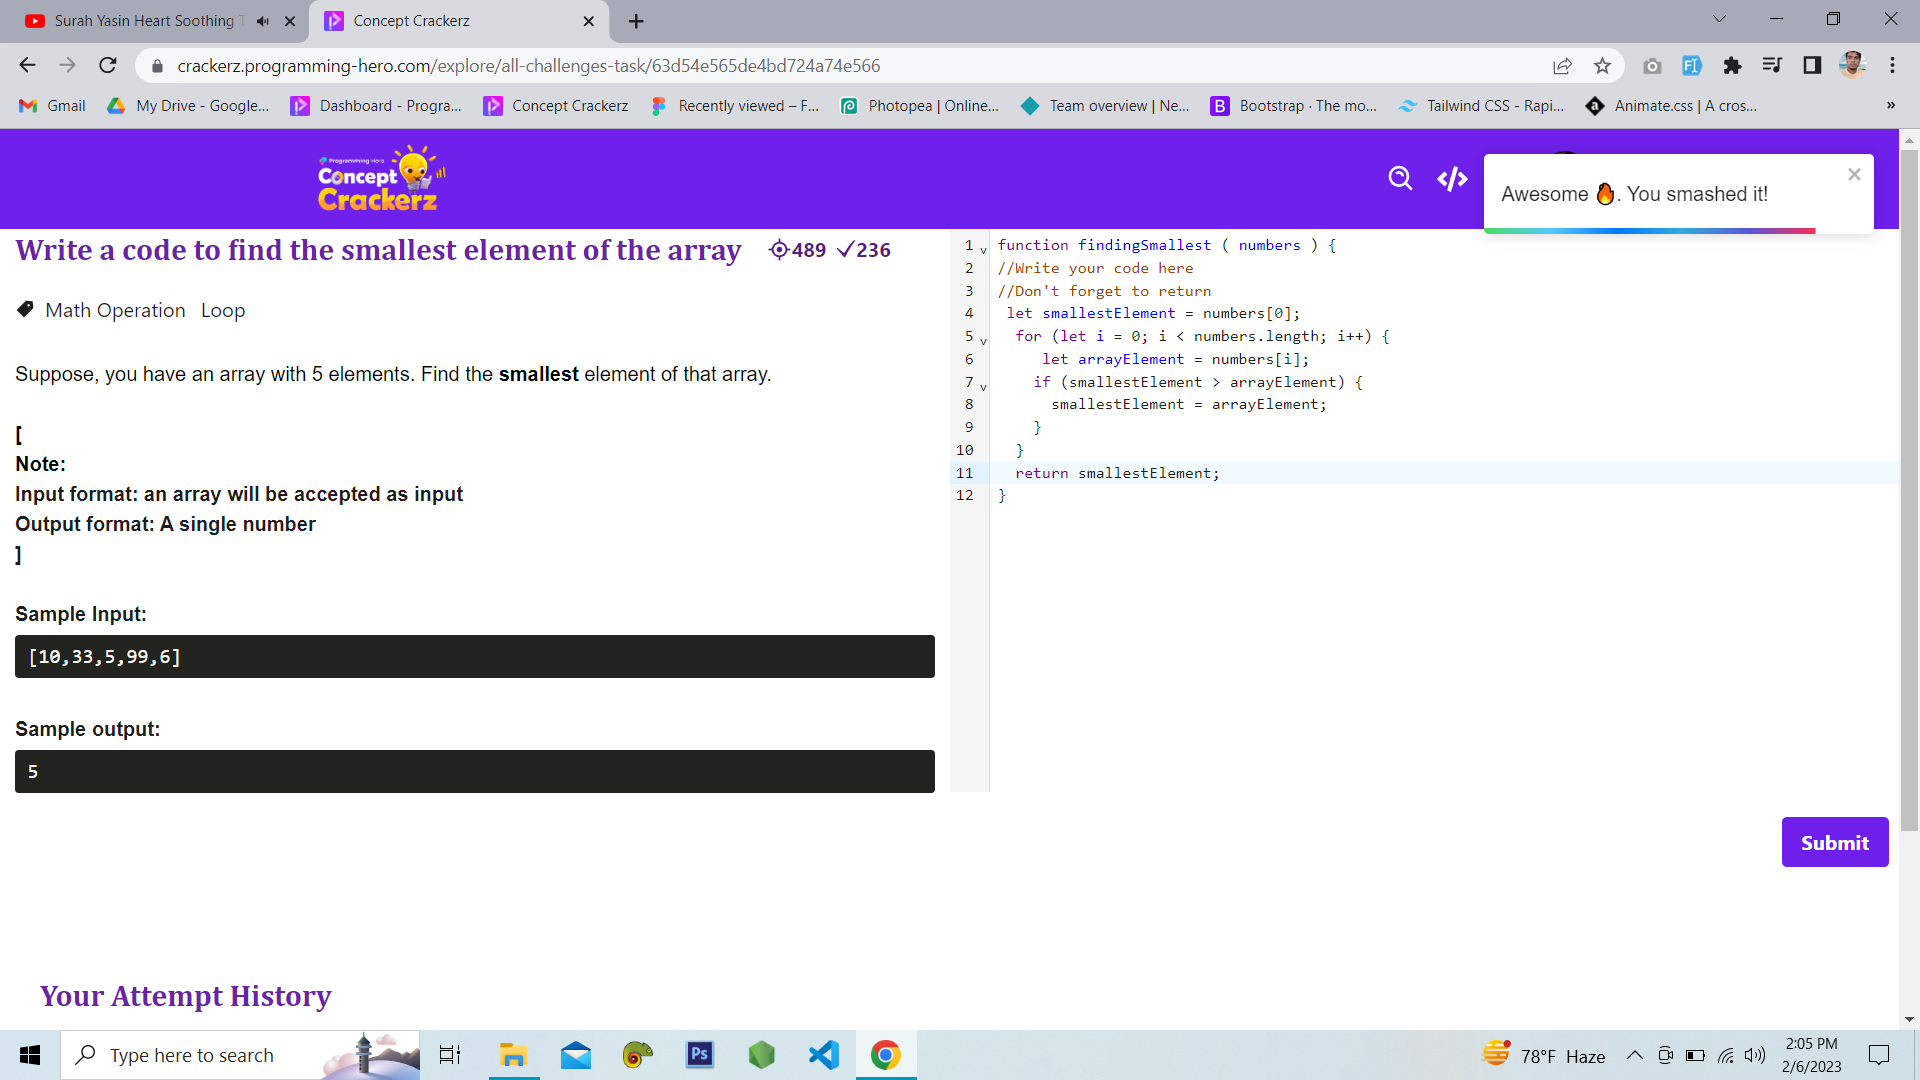 Surah Yasin Heart Soothing
Concept Crackerz
crackerz.programming-hero.com/explore/all-challenges-task/63d54e565de4bd724a74e566
Gmail
My Drive - Google...
Dashboard - Progra...
Concept Crackerz
Recently viewed – F...
Photopea | Online...
Team overview | Ne...
B
Bootstrap · The mo...
Tailwind CSS - Rapi...
a
Animate.css | A cros...
»
Programming Hero
Concept
Crackerz
</>
Awesome 🔥. You smashed it!
Write a code to find the smallest element of the array
489
236
Math Operation Loop
Suppose, you have an array with 5 elements. Find the smallest element of that array.
[
Note:
Input format: an array will be accepted as input
Output format: A single number
]
Sample Input:
[10,33,5,99,6]
Sample output:
5
1 function findingSmallest ( numbers ) {
2 //Write your code here
3 //Don't forget to return
4 let smallestElement = numbers[0];
5 for (let i = 0; i < numbers.length; i++) {
6 let arrayElement = numbers[i];
7 if (smallestElement > arrayElement) {
8 smallestElement = arrayElement;
9 }
10 }
11 return smallestElement;
12 }
Submit
Your Attempt History
Type here to search
Ps
78°F Haze
2:05 PM
2/6/2023